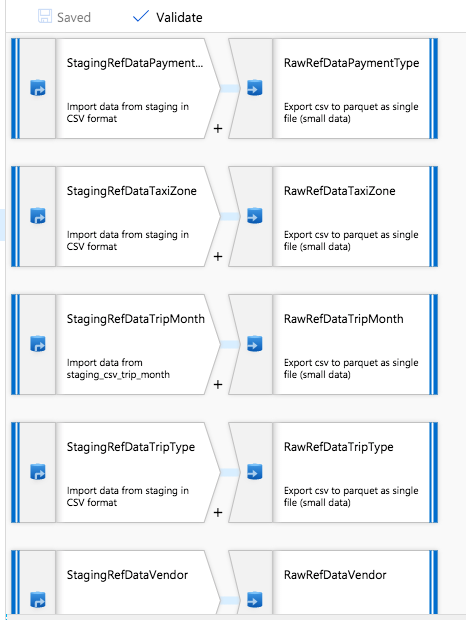 Saved Validate
StagingRefDataPayment... RawRefDataPaymentType
Import data from staging in
CSV format
Export csv to parquet as single
file (small data)
+
StagingRefDataTaxiZone RawRefDataTaxiZone
Import data from staging in
CSV format
Export csv to parquet as single
file (small data)
+
StagingRefDataTripMonth RawRefDataTripMonth
Import data from
staging_csv_trip_month
Export csv to parquet as single
file (small data)
+
StagingRefDataTripType RawRefDataTripType
Import data from staging in
CSV format
Export csv to parquet as single
file (small data)
+
StagingRefDataVendor RawRefDataVendor